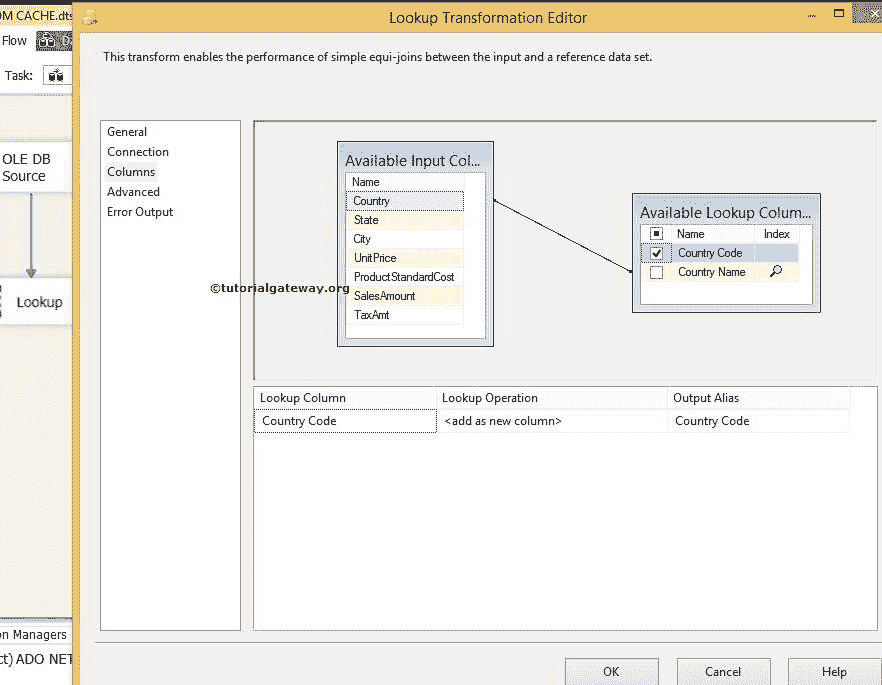 OM CACHE.dts
Lookup Transformation Editor
Flow
This transform enables the performance of simple equi-joins between the input and a reference data set.
Task:
General
Connection
Columns
Advanced
Error Output
OLE DB
Source
Lookup
Available Input Col...
Name
Country
State
City
UnitPrice
ProductStandardCost
SalesAmount
TaxAmt
Available Lookup Colum...
Name Index
Country Code
Country Name
©tutorialgateway.org
Lookup Column Lookup Operation Output Alias
Country Code <add as new column> Country Code
on Managers
ct) ADO NET
OK Cancel Help